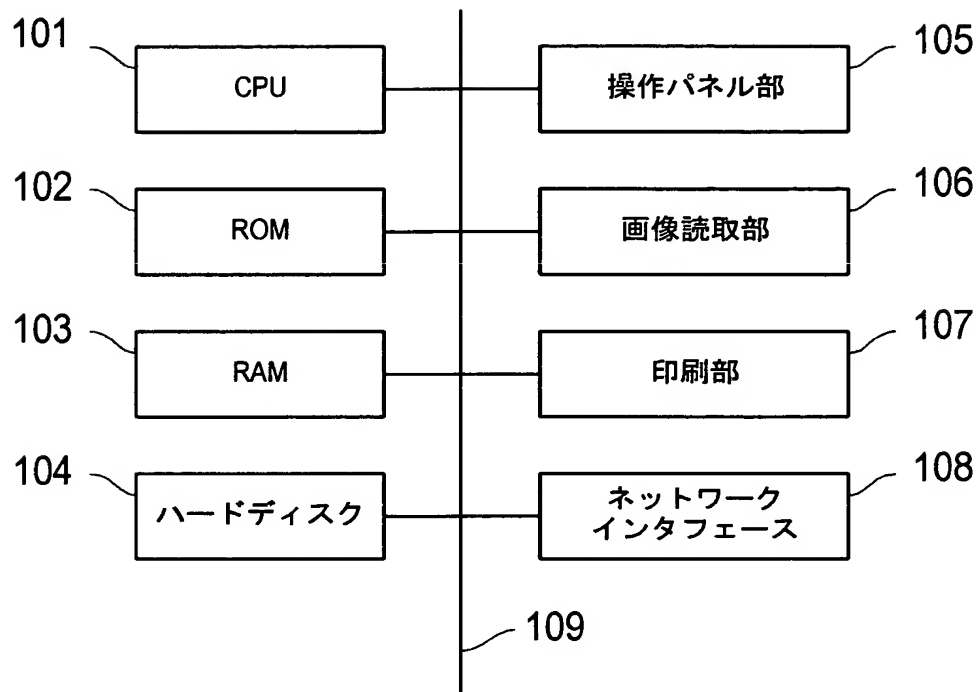 101
CPU
105
操作パネル部
102
ROM
106
画像読取部
103
RAM
107
印刷部
104
ハードディスク
108
ネットワーク
インタフェース
109